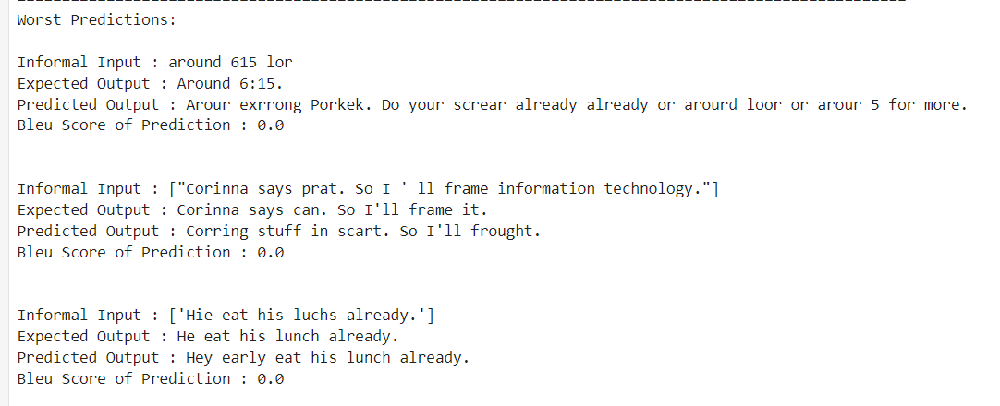 Worst Predictions:
--------------------------------------------------
Informal Input : around 615 lor
Expected Output : Around 6:15.
Predicted Output : Arour exrrong Porkek. Do your screar already already or arourd loor or arour 5 for more.
Bleu Score of Prediction : 0.0
Informal Input : ["Corinna says prat. So I ' ll frame information technology."]
Expected Output : Corinna says can. So I'll frame it.
Predicted Output : Corring stuff in scart. So I'll frought.
Bleu Score of Prediction : 0.0
Informal Input : ['Hie eat his luchs already.']
Expected Output : He eat his lunch already.
Predicted Output : Hey early eat his lunch already.
Bleu Score of Prediction : 0.0